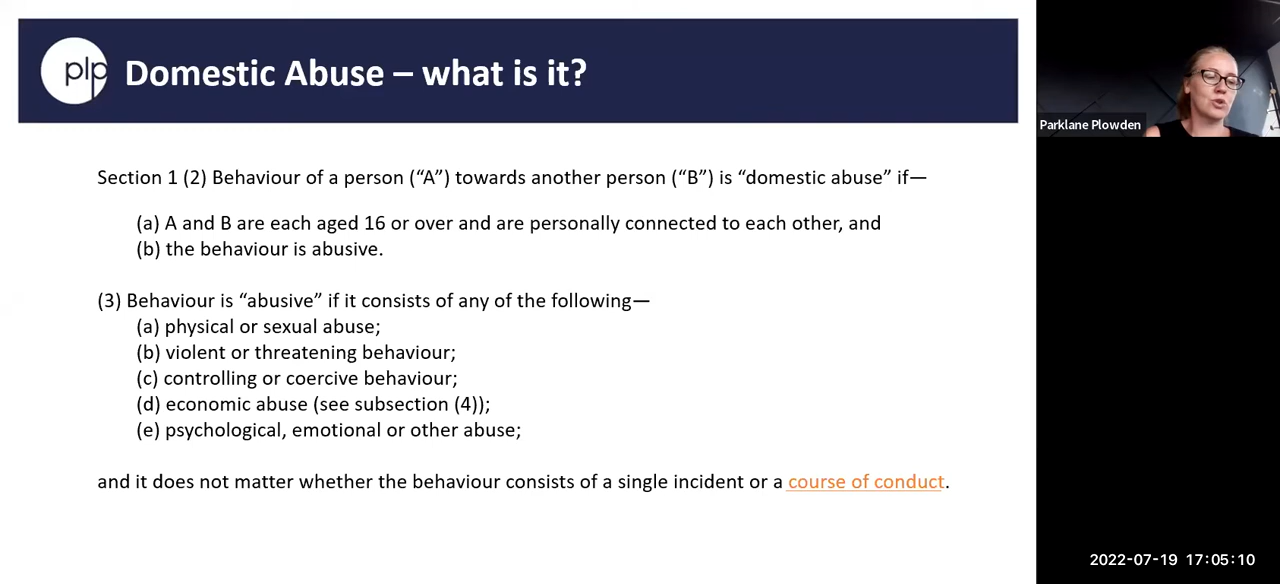 plp Domestic Abuse – what is it?
Parklane Plowden
Section 1 (2) Behaviour of a person (“A”) towards another person (“B”) is “domestic abuse” if—
(a) A and B are each aged 16 or over and are personally connected to each other, and
(b) the behaviour is abusive.
(3) Behaviour is “abusive” if it consists of any of the following—
(a) physical or sexual abuse;
(b) violent or threatening behaviour;
(c) controlling or coercive behaviour;
(d) economic abuse (see subsection (4));
(e) psychological, emotional or other abuse;
and it does not matter whether the behaviour consists of a single incident or a course of conduct.
2022-07-19 17:05:10